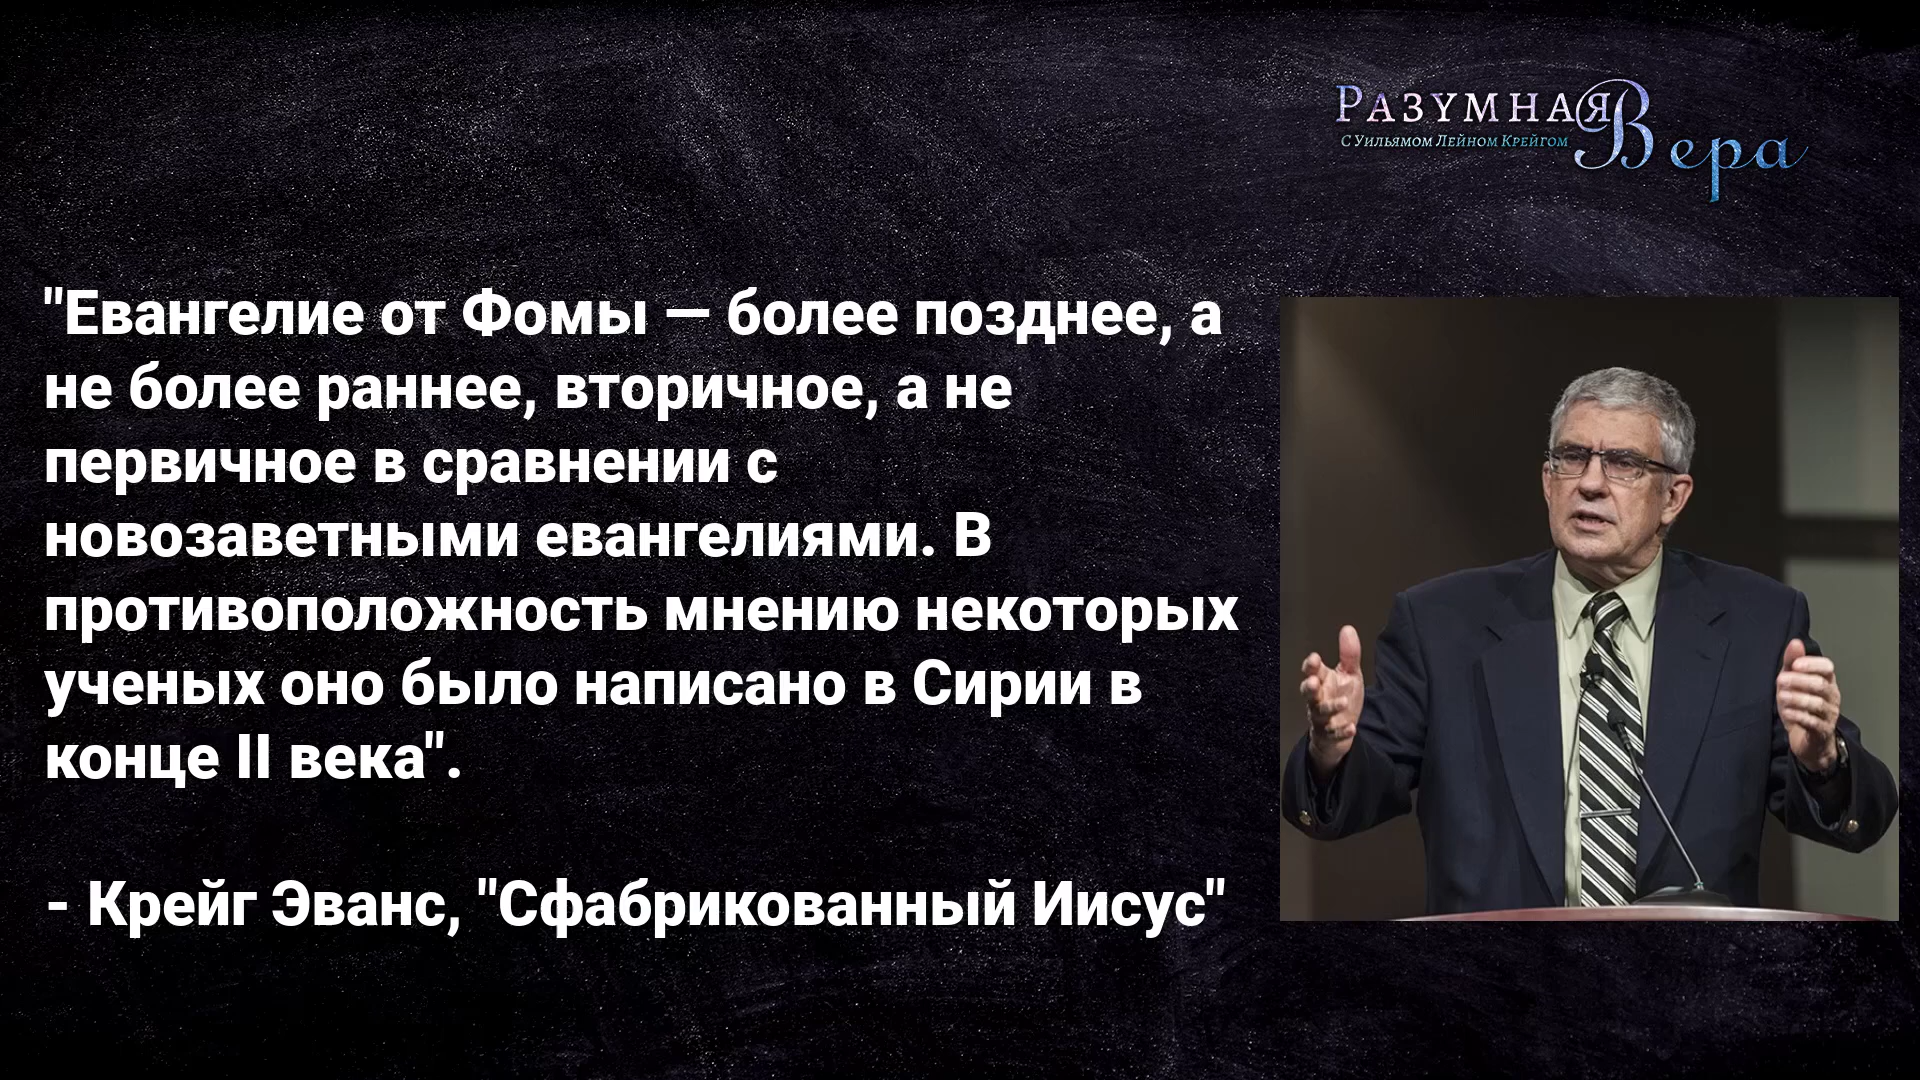 РАЗУМНАЯ
Вера
С УИЛЬЯМОМ ЛЕЙНОМ КРЕЙГОМ
"Евангелие от Фомы — более позднее, а
не более раннее, вторичное, а не
первичное в сравнении с
новозаветными евангелиями. В
противоположность мнению некоторых
ученых оно было написано в Сирии в
конце II века".
- Крейг Эванс, "Сфабрикованный Иисус"